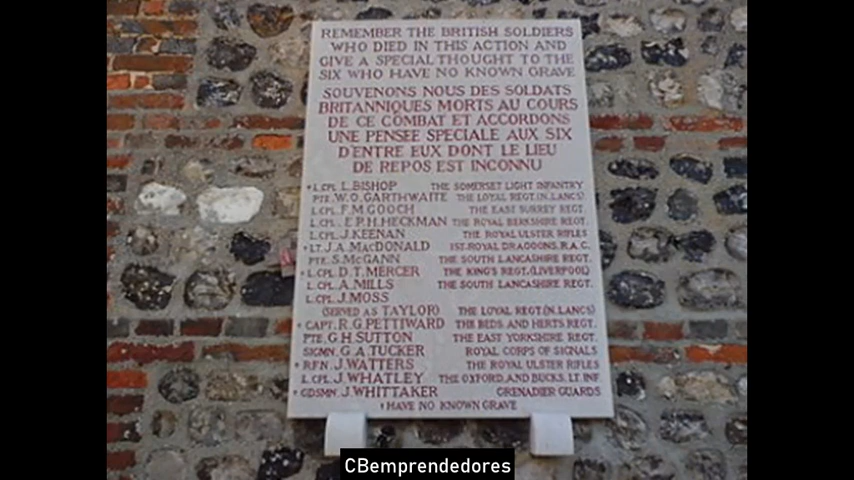 REMEMBER THE BRITISH SOLDIERS
WHO DIED IN THIS ACTION AND
GIVE A SPECIAL THOUGHT TO THE
SIX WHO HAVE NO KNOWN GRAVE
SOUVENONS NOUS DES SOLDATS
BRITANNIQUES MORTS AU COURS
DE CE COMBAT ET ACCORDONS
UNE PENSEE SPECIALE AUX SIX
D'ENTRE EUX DONT LE LIEU
DE REPOS EST INCONNU
† L. CPL. L. BISHOP THE SOMERSET LIGHT INFANTRY
PTE. W. O. GARTHWAITE THE LOYAL REGT. (N. LANCS)
L. CPL. F. M. GOOCH THE EAST SURREY REGT.
L. CPL. E. P. H. HECKMAN THE ROYAL BERKSHIRE REGT.
L. CPL. J. KEENAN THE ROYAL ULSTER RIFLES
† LT. J. A. MACDONALD 1ST. ROYAL DRAGOONS, R.A.C.
PTE. S. MCGANN THE SOUTH LANCASHIRE REGT.
† L. CPL. D. T. MERCER THE KING'S REGT. (LIVERPOOL)
L. CPL. A. MILLS THE SOUTH LANCASHIRE REGT.
L. CPL. J. MOSS
(SERVED AS TAYLOR) THE LOYAL REGT. (N. LANCS)
† CAPT. R. G. PETTIWARD THE BEDS. AND HERTS REGT.
PTE. G. H. SUTTON THE EAST YORKSHIRE REGT.
SIGMN. G. A. TUCKER ROYAL CORPS OF SIGNALS
† RFN. J. WATTERS THE ROYAL ULSTER RIFLES
L. CPL. J. WHATLEY THE OXFORD. AND BUCKS. LT. INF.
† GDSMN. J. WHITTAKER GRENADIER GUARDS
† HAVE NO KNOWN GRAVE
CBemprendedores